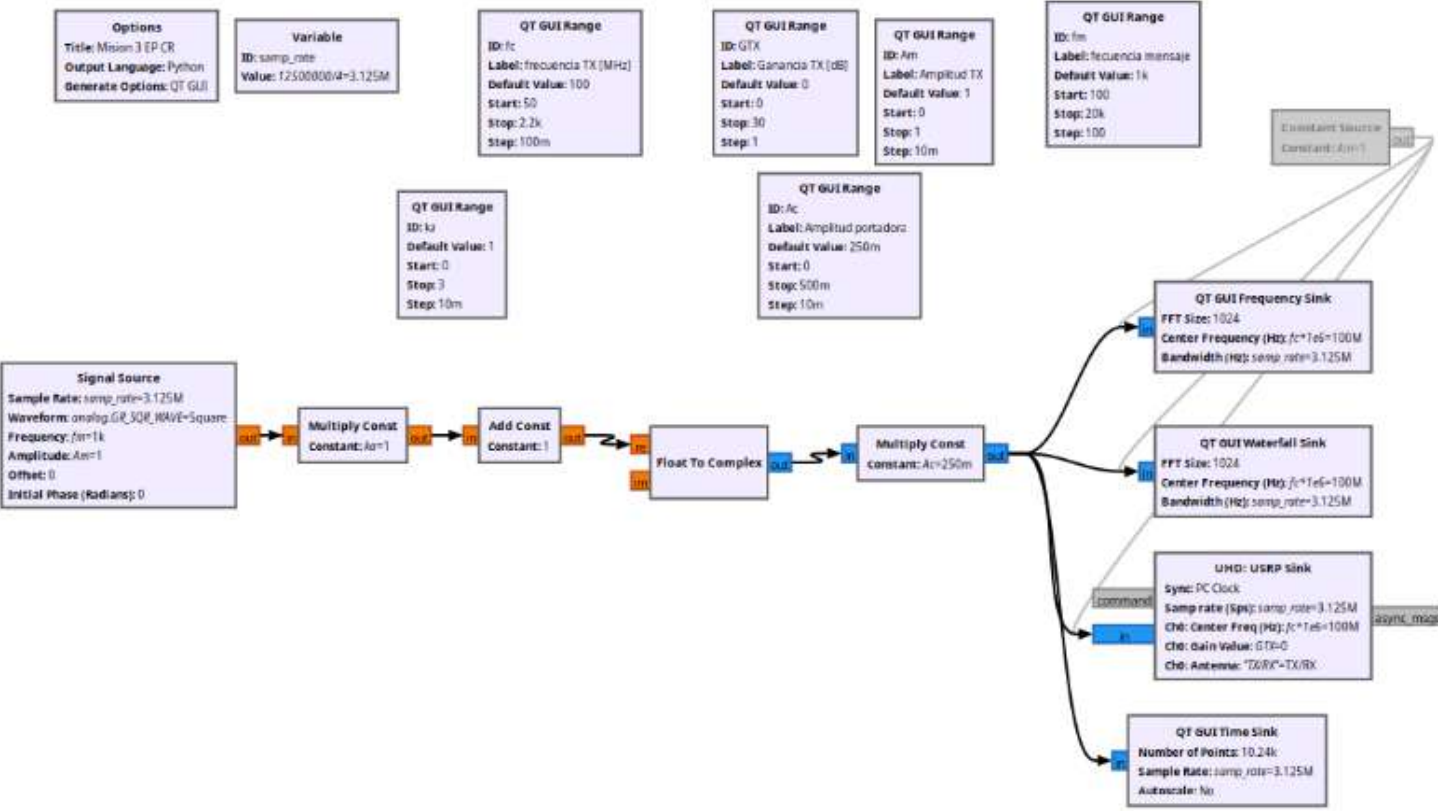 Options
Title: Mision 3 EP CR
Output Language: Python
Generate Options: QT GUI
Variable
ID: samp_rate
Value: 12500000/4=3.125M
QT GUI Range
ID: fc
Label: frecuencia TX [MHz]
Default Value: 100
Start: 50
Stop: 2.2k
Step: 100m
QT GUI Range
ID: GTX
Label: Ganancia TX [dB]
Default Value: 0
Start: 0
Stop: 30
Step: 1
QT GUI Range
ID: Am
Label: Amplitud TX
Default Value: 1
Start: 0
Stop: 1
Step: 10m
QT GUI Range
ID: fm
Label: fecuencia mensaje
Default Value: 1k
Start: 100
Stop: 20k
Step: 100
Constant Source
Constant: Am=1
out
QT GUI Range
ID: ka
Default Value: 1
Start: 0
Stop: 3
Step: 10m
QT GUI Range
ID: Ac
Label: Amplitud portadora
Default Value: 250m
Start: 0
Stop: 500m
Step: 10m
Signal Source
Sample Rate: samp_rate=3.125M
Waveform: analog.GR_SQR_WAVE=Square
Frequency: fm=1k
Amplitude: Am=1
Offset: 0
Initial Phase (Radians): 0
out
in
Multiply Const
Constant: ka=1
out
in
Add Const
Constant: 1
out
re
im
Float To Complex
out
in
Multiply Const
Constant: Ac=250m
out
in
QT GUI Frequency Sink
FFT Size: 1024
Center Frequency (Hz): fc*1e6=100M
Bandwidth (Hz): samp_rate=3.125M
in
QT GUI Waterfall Sink
FFT Size: 1024
Center Frequency (Hz): fc*1e6=100M
Bandwidth (Hz): samp_rate=3.125M
command
in
UHD: USRP Sink
Sync: PC Clock
Samp rate (Sps): samp_rate=3.125M
Ch0: Center Freq (Hz): fc*1e6=100M
Ch0: Gain Value: GTX=0
Ch0: Antenna: "TX/RX"=TX/RX
async_msgs
in
QT GUI Time Sink
Number of Points: 10.24k
Sample Rate: samp_rate=3.125M
Autoscale: No